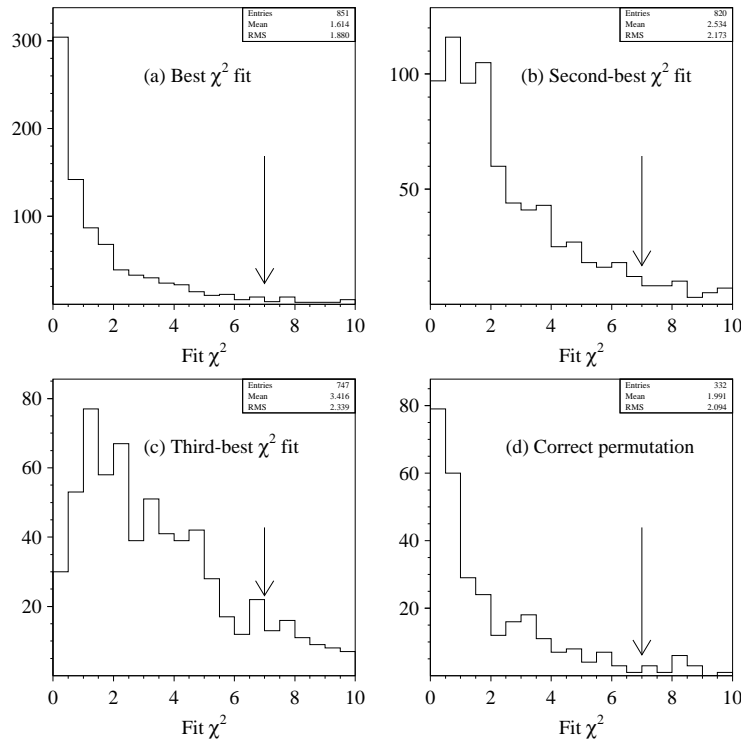 Entries 851
Mean 1.614
RMS 1.880
(a) Best χ² fit
300
200
100
0 2 4 6 8 10
Fit χ²
Entries 820
Mean 2.534
RMS 2.173
(b) Second-best χ² fit
100
50
0 2 4 6 8 10
Fit χ²
Entries 747
Mean 3.416
RMS 2.339
(c) Third-best χ² fit
80
60
40
20
0 2 4 6 8 10
Fit χ²
Entries 332
Mean 1.991
RMS 2.094
(d) Correct permutation
80
60
40
20
0 2 4 6 8 10
Fit χ²